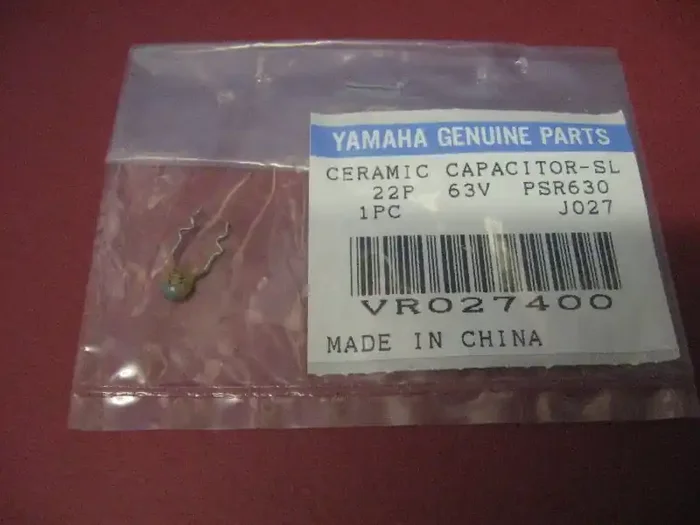 YAMAHA GENUINE PARTS
CERAMIC CAPACITOR-SL
22P 63V PSR630
1PC J027
VR027400
MADE IN CHINA